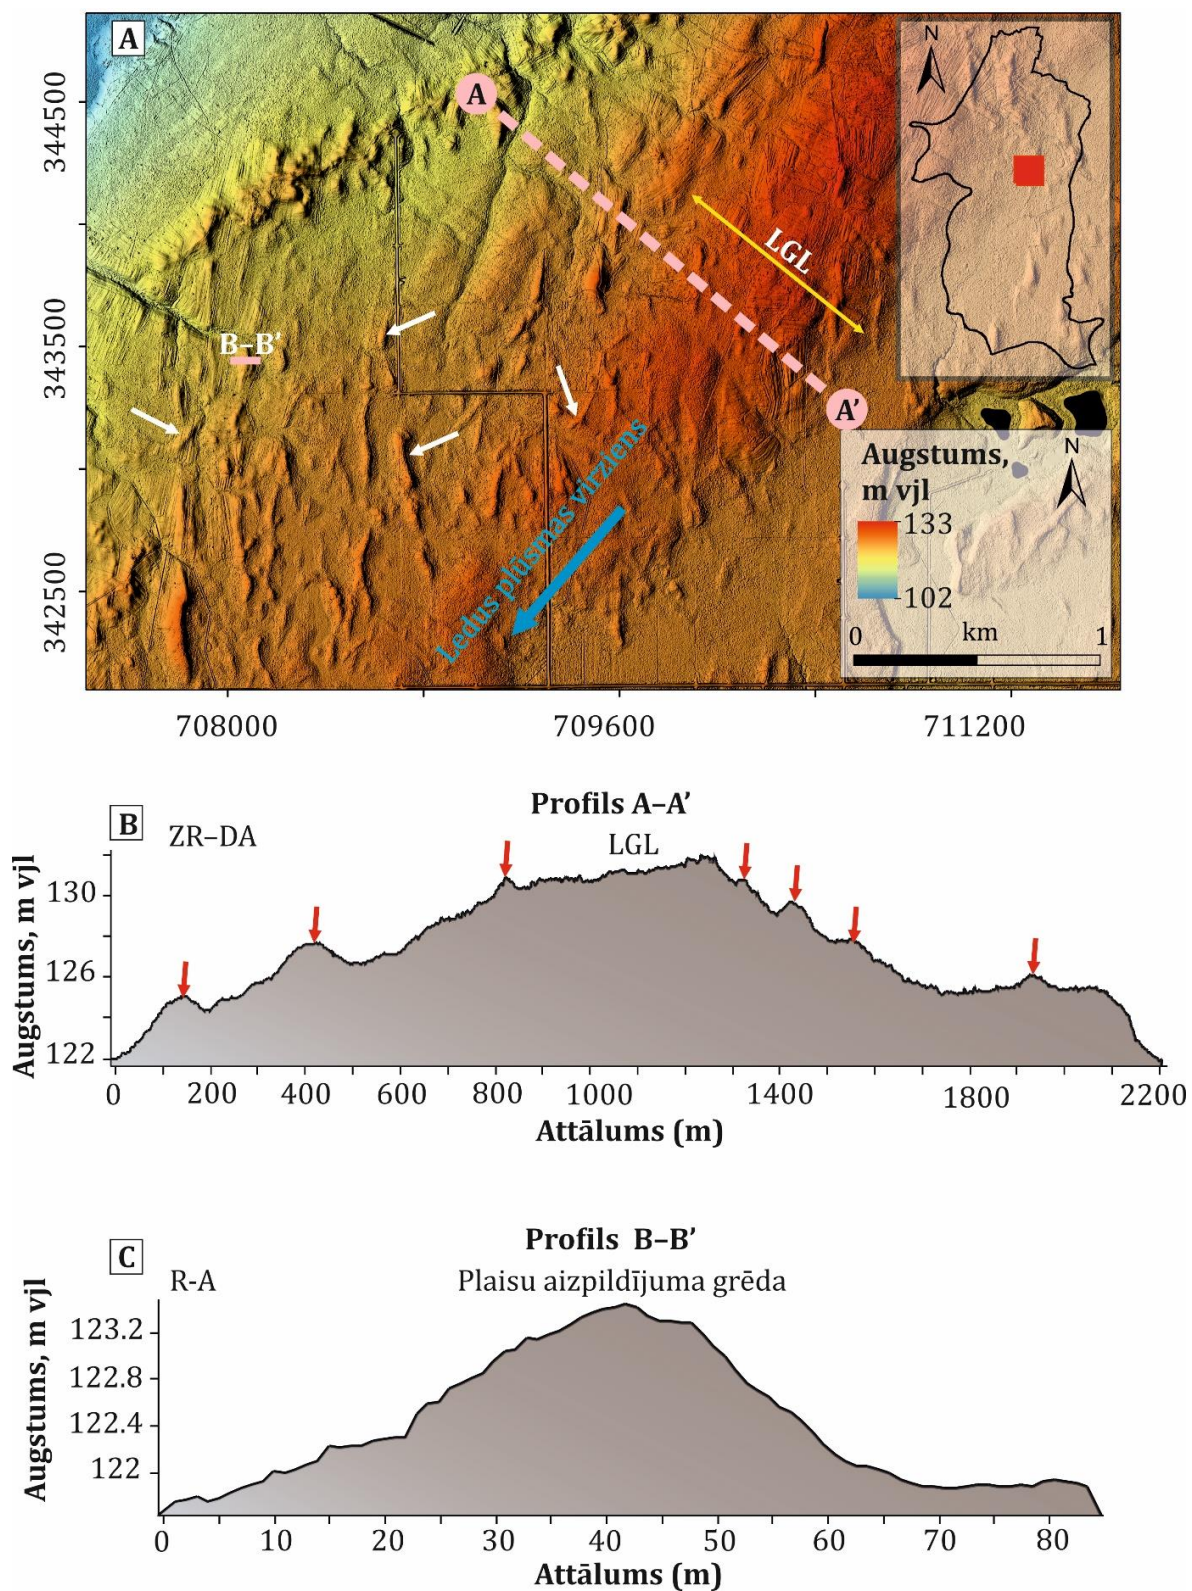 A
N
344500
A
LGL
343500
B–B’
A’
Augstums,
m vjl
N
133
102
Ledus plūsmas virziens
342500
0 km 1
708000 709600 711200
Profils A–A’
B
ZR–DA
LGL
Augstums, m vjl
130
126
122
0 200 400 600 800 1000 1400 1800 2200
Attālums (m)
Profils B–B’
C
R-A
Plaisu aizpildījuma grēda
Augstums, m vjl
123.2
122.8
122.4
122
0 10 20 30 40 50 60 70 80
Attālums (m)